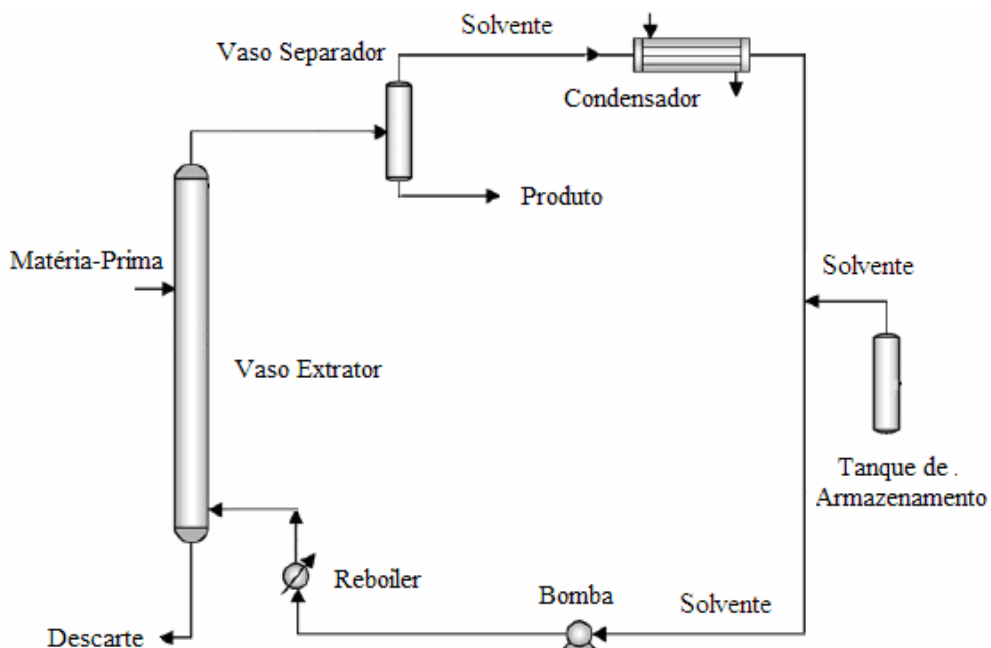 Solvente
Vaso Separador
Condensador
Produto
Matéria-Prima
Solvente
Vaso Extrator
Tanque de .
Armazenamento
Reboiler
Bomba
Solvente
Descarte